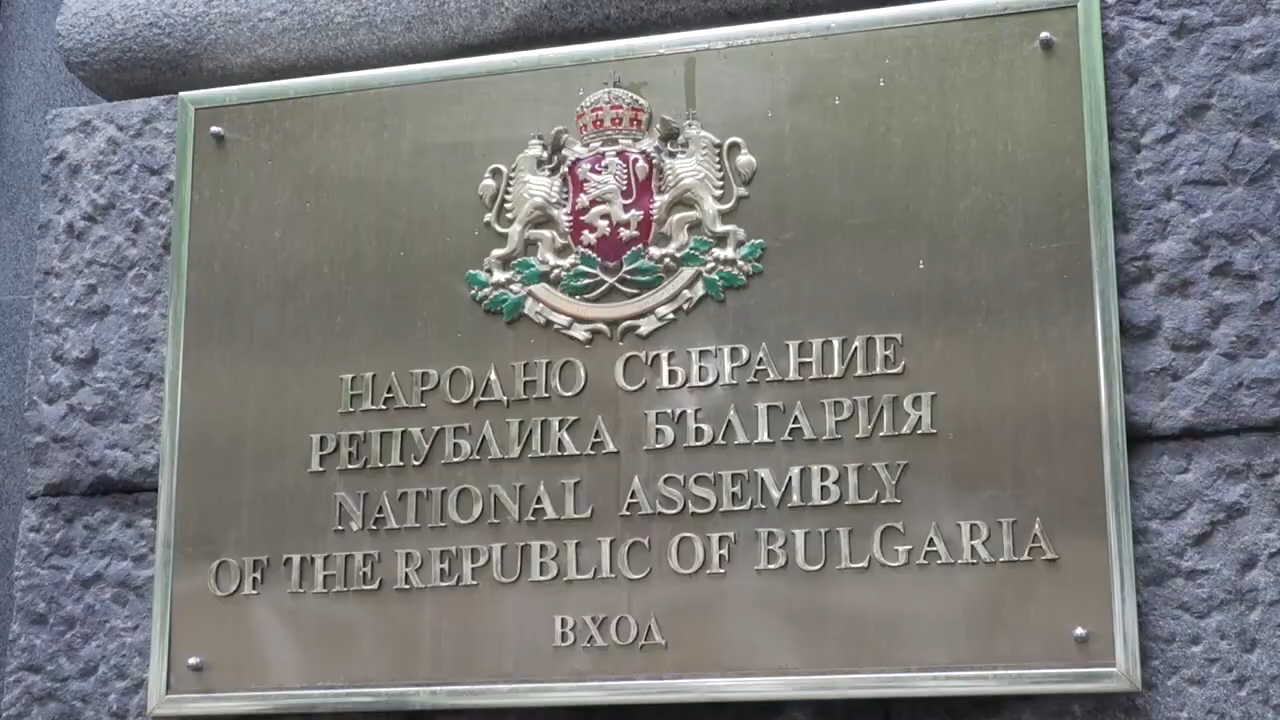 НАРОДНО СЪБРАНИЕ
РЕПУБЛИКА БЪЛГАРИЯ
NATIONAL ASSEMBLY
OF THE REPUBLIC OF BULGARIA
ВХОД